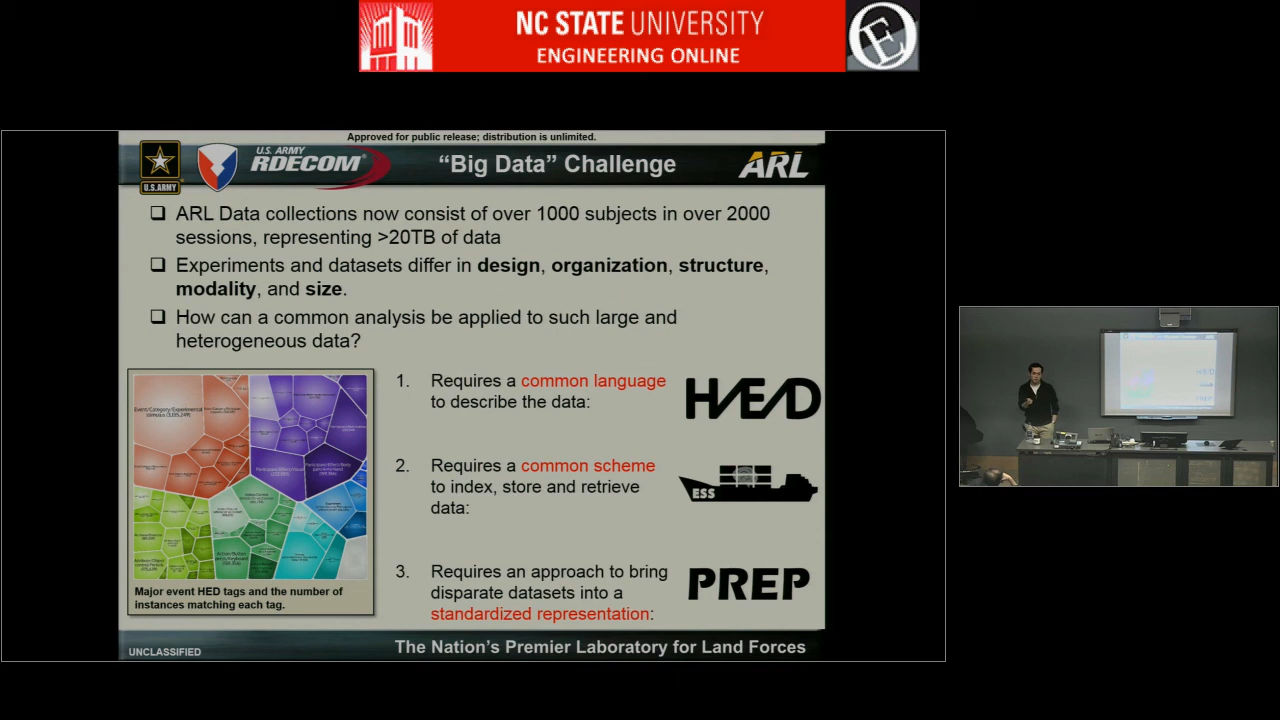 NC STATE UNIVERSITY
ENGINEERING ONLINE
Approved for public release; distribution is unlimited.
U.S. ARMY
U.S. ARMY
RDECOM®
"Big Data" Challenge
ARL
❑ ARL Data collections now consist of over 1000 subjects in over 2000
sessions, representing >20TB of data
❑ Experiments and datasets differ in design, organization, structure,
modality, and size.
❑ How can a common analysis be applied to such large and
heterogeneous data?
1. Requires a common language
to describe the data:
HED
2. Requires a common scheme
to index, store and retrieve
data:
ESS
3. Requires an approach to bring
disparate datasets into a
standardized representation:
PREP
Major event HED tags and the number of
instances matching each tag.
UNCLASSIFIED
The Nation's Premier Laboratory for Land Forces